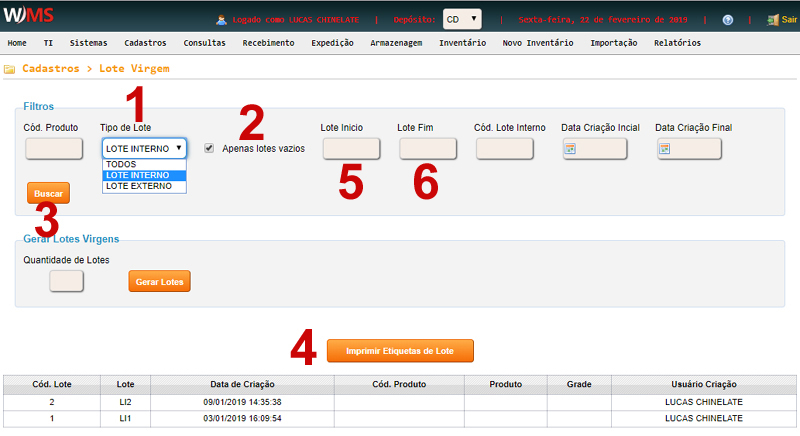 WMS
Logado como LUCAS CHINELATE | Depósito: CD | Sexta-feira, 22 de fevereiro de 2019 | ? | Sair
Home TI Sistemas Cadastros Consultas Recebimento Expedição Armazenagem Inventário Novo Inventário Importação Relatórios
Cadastros > Lote Virgem
1
Filtros
2
Cód. Produto Tipo de Lote Lote Inicio Lote Fim Cód. Lote Interno Data Criação Incial Data Criação Final
LOTE INTERNO Apenas lotes vazios
TODOS
LOTE INTERNO
LOTE EXTERNO
5 6
Buscar
3
Gerar Lotes Virgens
Quantidade de Lotes
Gerar Lotes
4 Imprimir Etiquetas de Lote
Cód. Lote Lote Data de Criação Cód. Produto Produto Grade Usuário Criação
2 LI2 09/01/2019 14:35:38 LUCAS CHINELATE
1 LI1 03/01/2019 16:09:54 LUCAS CHINELATE